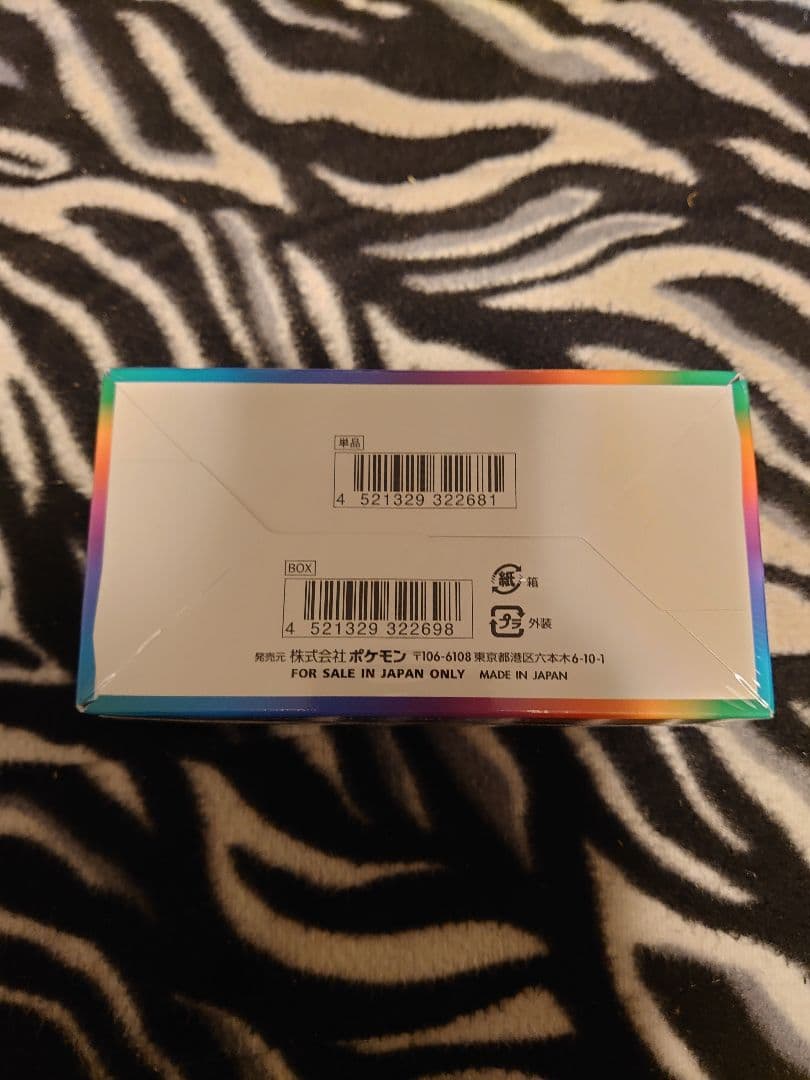 単品
4 521329 322681
BOX
4 521329 322698
紙 箱
プラ 外装
発売元 株式会社ポケモン 〒106-6108 東京都港区六本木6-10-1
FOR SALE IN JAPAN ONLY MADE IN JAPAN